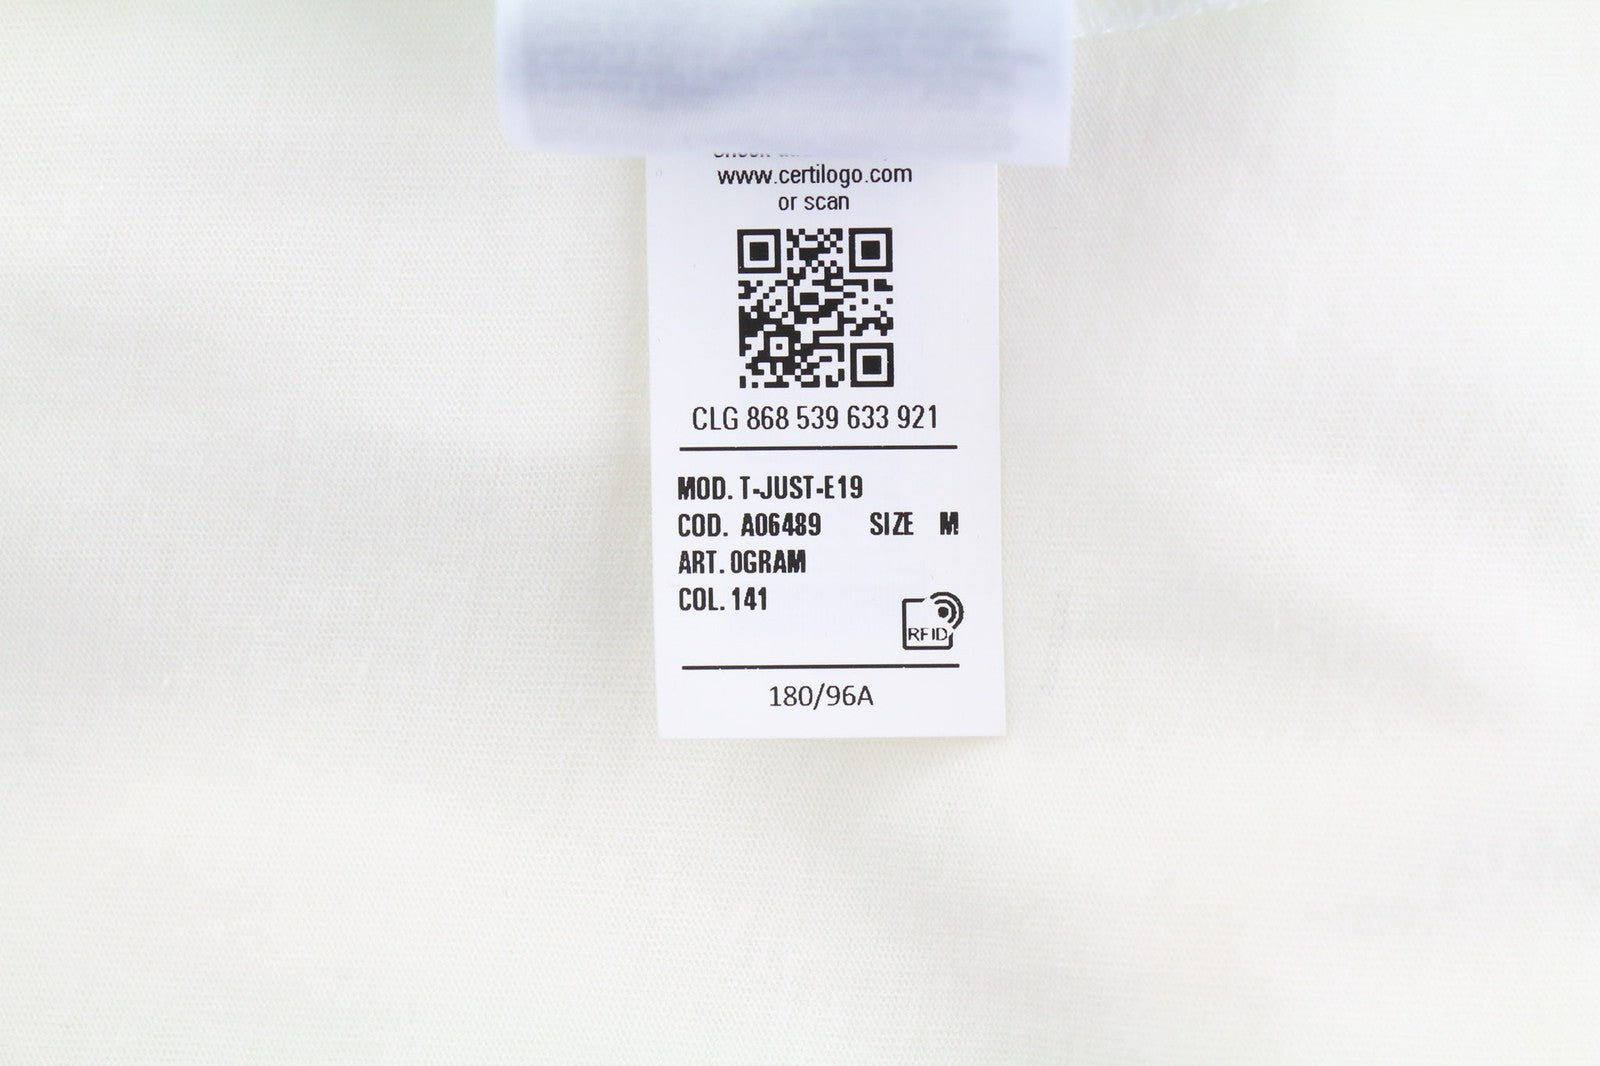 www.certilogo.com
or scan
CLG 868 539 633 921
MOD. T-JUST-E19
COD. A06489 SIZE M
ART. 0GRAM
COL. 141
RFID
180/96A